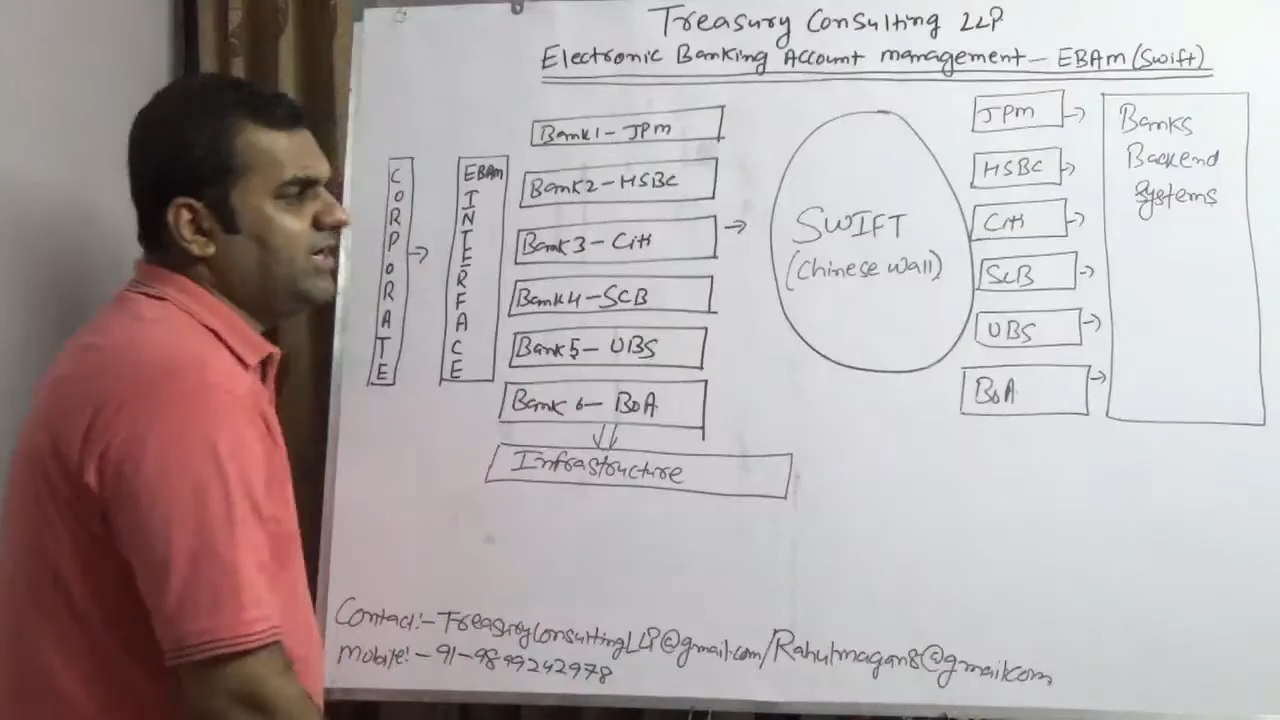 Treasury Consulting LLP
Electronic Banking Account management - EBAm (Swift)
CORPORATE
EBAm INTERFACE
Bank1 - JPm
Bank2 - HSBC
Bank3 - Citi
Bank4 - SCB
Bank5 - UBS
Bank 6 - BoA
Infrastructure
SWIFT
(Chinese wall)
JPm
HSBC
Citi
SCB
UBS
BoA
Banks
Backend
Systems
Contact:- TreasuryConsultingLLP@gmail.com/Rahulmagan8@gmail.com
mobile:- 91-9899242978